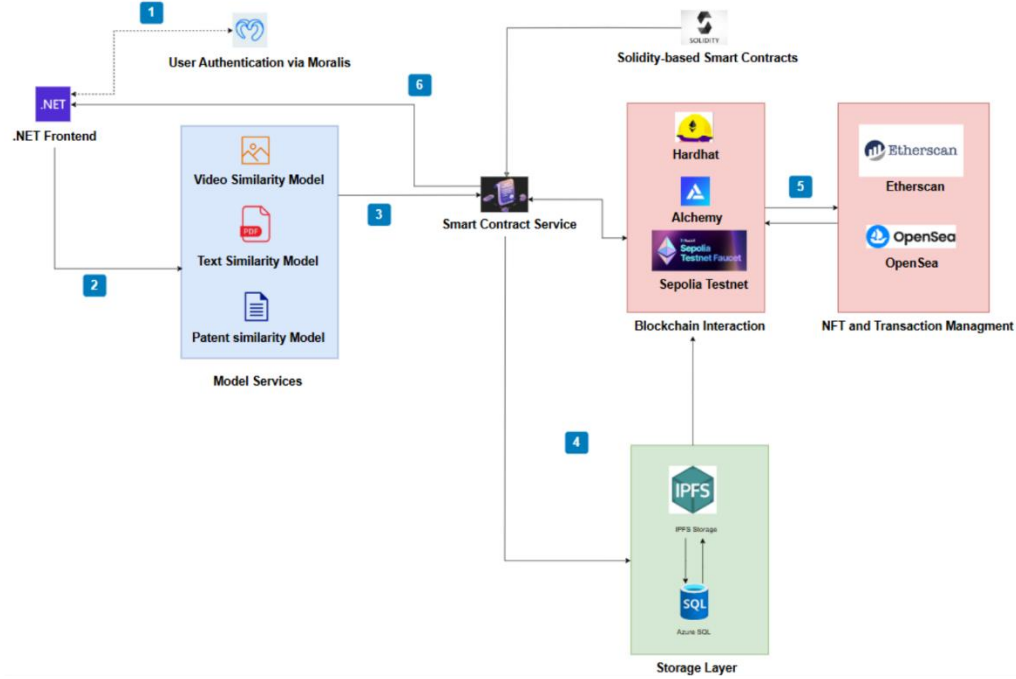 1
SOLIDITY
User Authentication via Moralis
Solidity-based Smart Contracts
6
.NET
.NET Frontend
Hardhat
Etherscan
Etherscan
Video Similarity Model
Alchemy
5
3
Smart Contract Service
Sepolia
Testnet Faucet
OpenSea
OpenSea
PDF
Text Similarity Model
2
Sepolia Testnet
Patent similarity Model
Blockchain Interaction
NFT and Transaction Managment
Model Services
4
IPFS
IPFS Storage
SQL
Azure SQL
Storage Layer